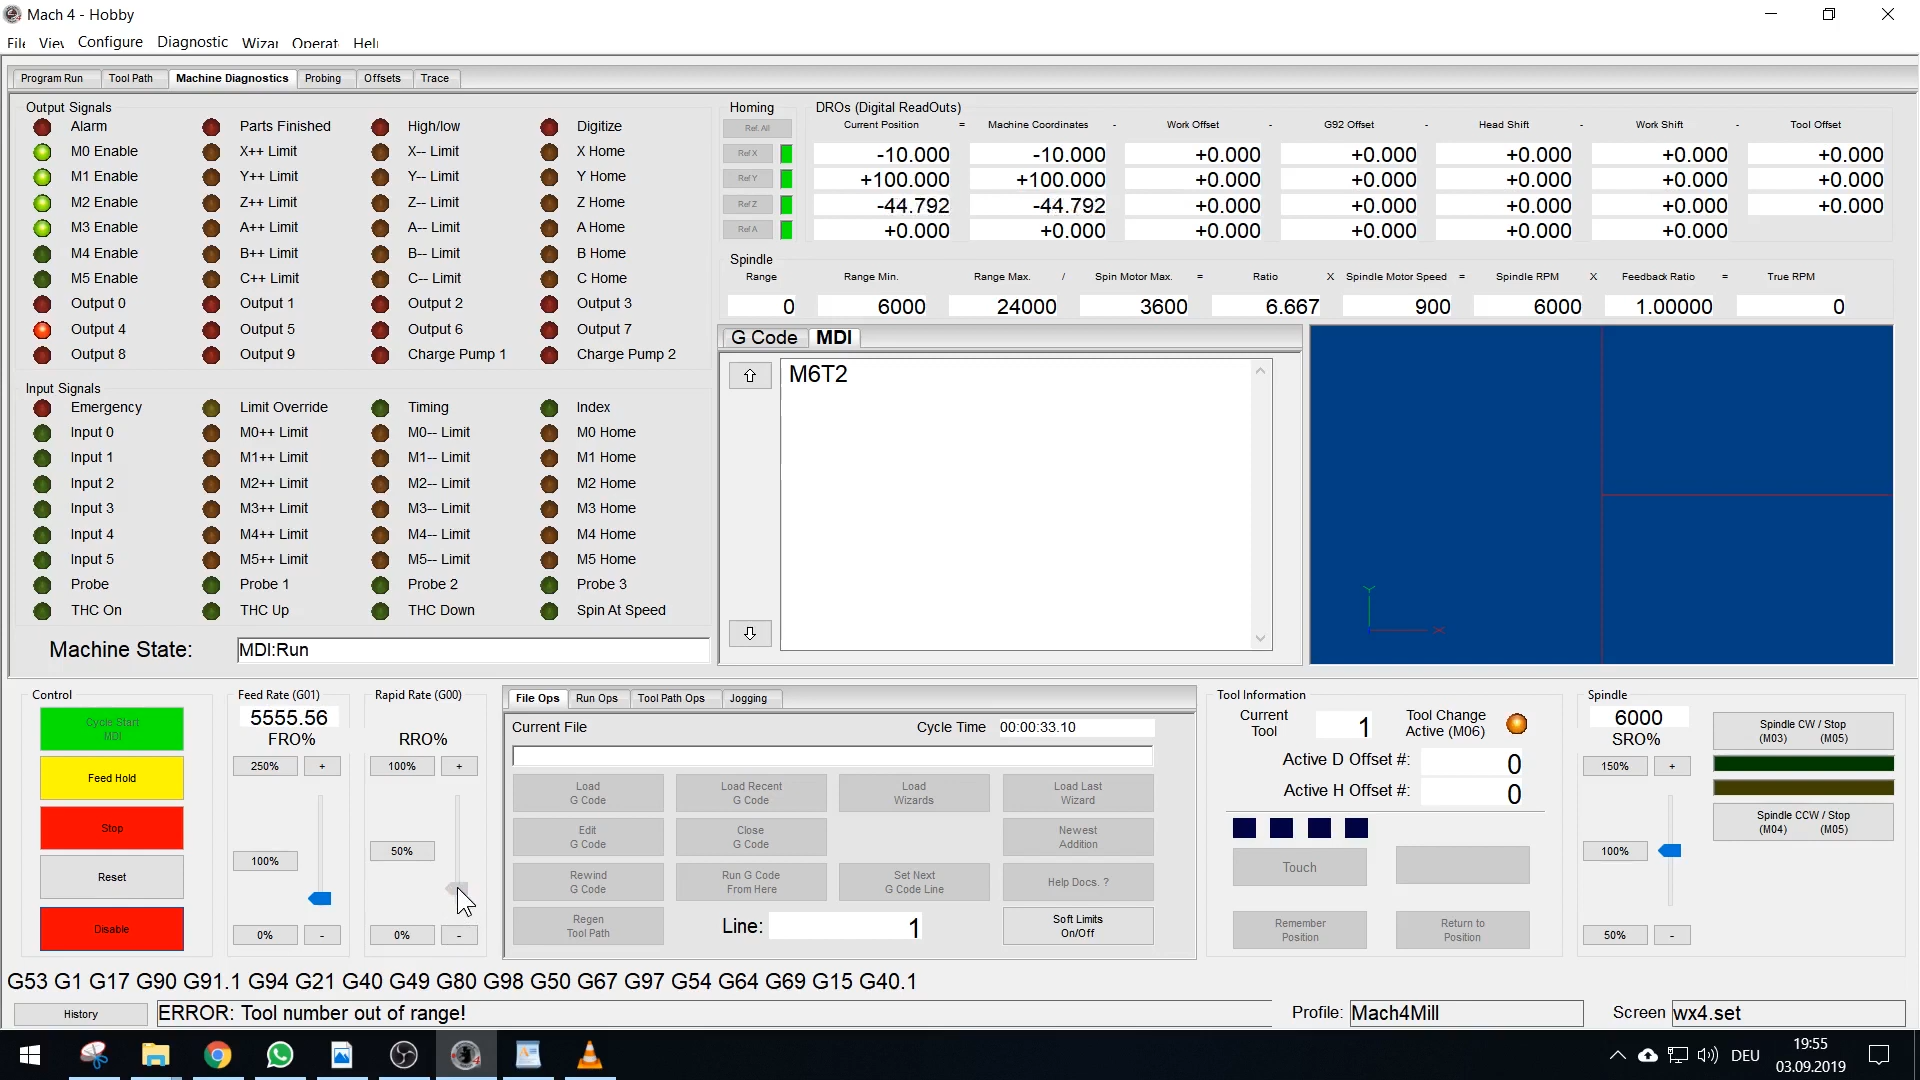 Mach 4 - Hobby
File View Configure Diagnostic Wizar Operat Help
Program Run Tool Path Machine Diagnostics Probing Offsets Trace
Output Signals
Alarm Parts Finished High/low Digitize
M0 Enable X++ Limit X-- Limit X Home
M1 Enable Y++ Limit Y-- Limit Y Home
M2 Enable Z++ Limit Z-- Limit Z Home
M3 Enable A++ Limit A-- Limit A Home
M4 Enable B++ Limit B-- Limit B Home
M5 Enable C++ Limit C-- Limit C Home
Output 0 Output 1 Output 2 Output 3
Output 4 Output 5 Output 6 Output 7
Output 8 Output 9 Charge Pump 1 Charge Pump 2
Input Signals
Emergency Limit Override Timing Index
Input 0 M0++ Limit M0-- Limit M0 Home
Input 1 M1++ Limit M1-- Limit M1 Home
Input 2 M2++ Limit M2-- Limit M2 Home
Input 3 M3++ Limit M3-- Limit M3 Home
Input 4 M4++ Limit M4-- Limit M4 Home
Input 5 M5++ Limit M5-- Limit M5 Home
Probe Probe 1 Probe 2 Probe 3
THC On THC Up THC Down Spin At Speed
Machine State: MDI:Run
Homing DROs (Digital ReadOuts)
Ref. All Current Position = Machine Coordinates - Work Offset - G92 Offset - Head Shift - Work Shift - Tool Offset
Ref X -10.000 -10.000 +0.000 +0.000 +0.000 +0.000 +0.000
Ref Y +100.000 +100.000 +0.000 +0.000 +0.000 +0.000 +0.000
Ref Z -44.792 -44.792 +0.000 +0.000 +0.000 +0.000 +0.000
Ref A +0.000 +0.000 +0.000 +0.000 +0.000 +0.000
Spindle
Range Range Min. Range Max. / Spin Motor Max. = Ratio X Spindle Motor Speed = Spindle RPM X Feedback Ratio = True RPM
0 6000 24000 3600 6.667 900 6000 1.00000 0
G Code MDI
M6T2
Control
Cycle Start
MDI
Feed Hold
Stop
Reset
Disable
Feed Rate (G01)
5555.56
FRO%
250% +
100%
0% -
Rapid Rate (G00)
RRO%
100% +
50%
0% -
File Ops Run Ops Tool Path Ops Jogging
Current File Cycle Time 00:00:33.10
Load
G Code
Load Recent
G Code
Load
Wizards
Load Last
Wizard
Edit
G Code
Close
G Code
Newest
Addition
Rewind
G Code
Run G Code
From Here
Set Next
G Code Line
Help Docs. ?
Regen
Tool Path
Line: 1
Soft Limits
On/Off
Tool Information
Current
Tool
1
Tool Change
Active (M06)
Active D Offset #: 0
Active H Offset #: 0
Touch
Remember
Position
Return to
Position
Spindle
6000
SRO%
150% +
100%
50% -
Spindle CW / Stop
(M03) (M05)
Spindle CCW / Stop
(M04) (M05)
G53 G1 G17 G90 G91.1 G94 G21 G40 G49 G80 G98 G50 G67 G97 G54 G64 G69 G15 G40.1
History ERROR: Tool number out of range! Profile: Mach4Mill Screen wx4.set
DEU
19:55
03.09.2019